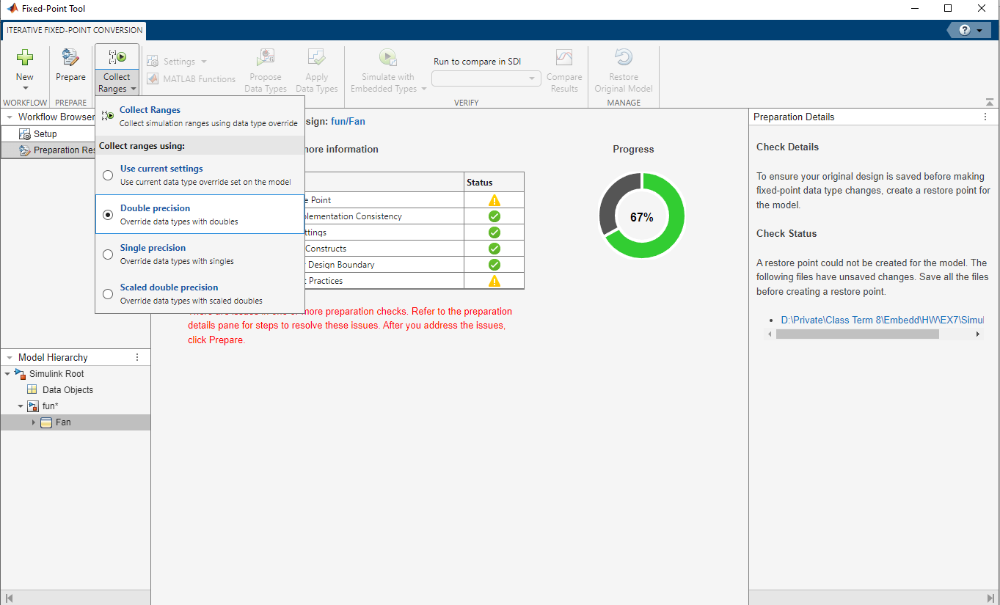 Fixed-Point Tool
ITERATIVE FIXED-POINT CONVERSION
New
Prepare
Collect
Ranges
Settings
MATLAB Functions
Propose
Data Types
Apply
Data Types
Simulate with
Embedded Types
Run to compare in SDI
Compare
Results
Restore
Original Model
WORKFLOW
PREPARE
VERIFY
MANAGE
Workflow Browser
Setup
Preparation Res
Collect Ranges
Collect simulation ranges using data type override
Collect ranges using:
Use current settings
Use current data type override set on the model
Double precision
Override data types with doubles
Single precision
Override data types with singles
Scaled double precision
Override data types with scaled doubles
sign: fun/Fan
ore information
Status
e Point
plementation Consistency
ttings
Constructs
Design Boundary
t Practices
There are issues in one or more preparation checks. Refer to the preparation
details pane for steps to resolve these issues. After you address the issues,
click Prepare.
Progress
67%
Preparation Details
Check Details
To ensure your original design is saved before making
fixed-point data type changes, create a restore point for
the model.
Check Status
A restore point could not be created for the model. The
following files have unsaved changes. Save all the files
before creating a restore point.
• D:\Private\Class Term 8\Embedd\HW\EX7\Simul
Model Hierarchy
Simulink Root
Data Objects
fun*
Fan